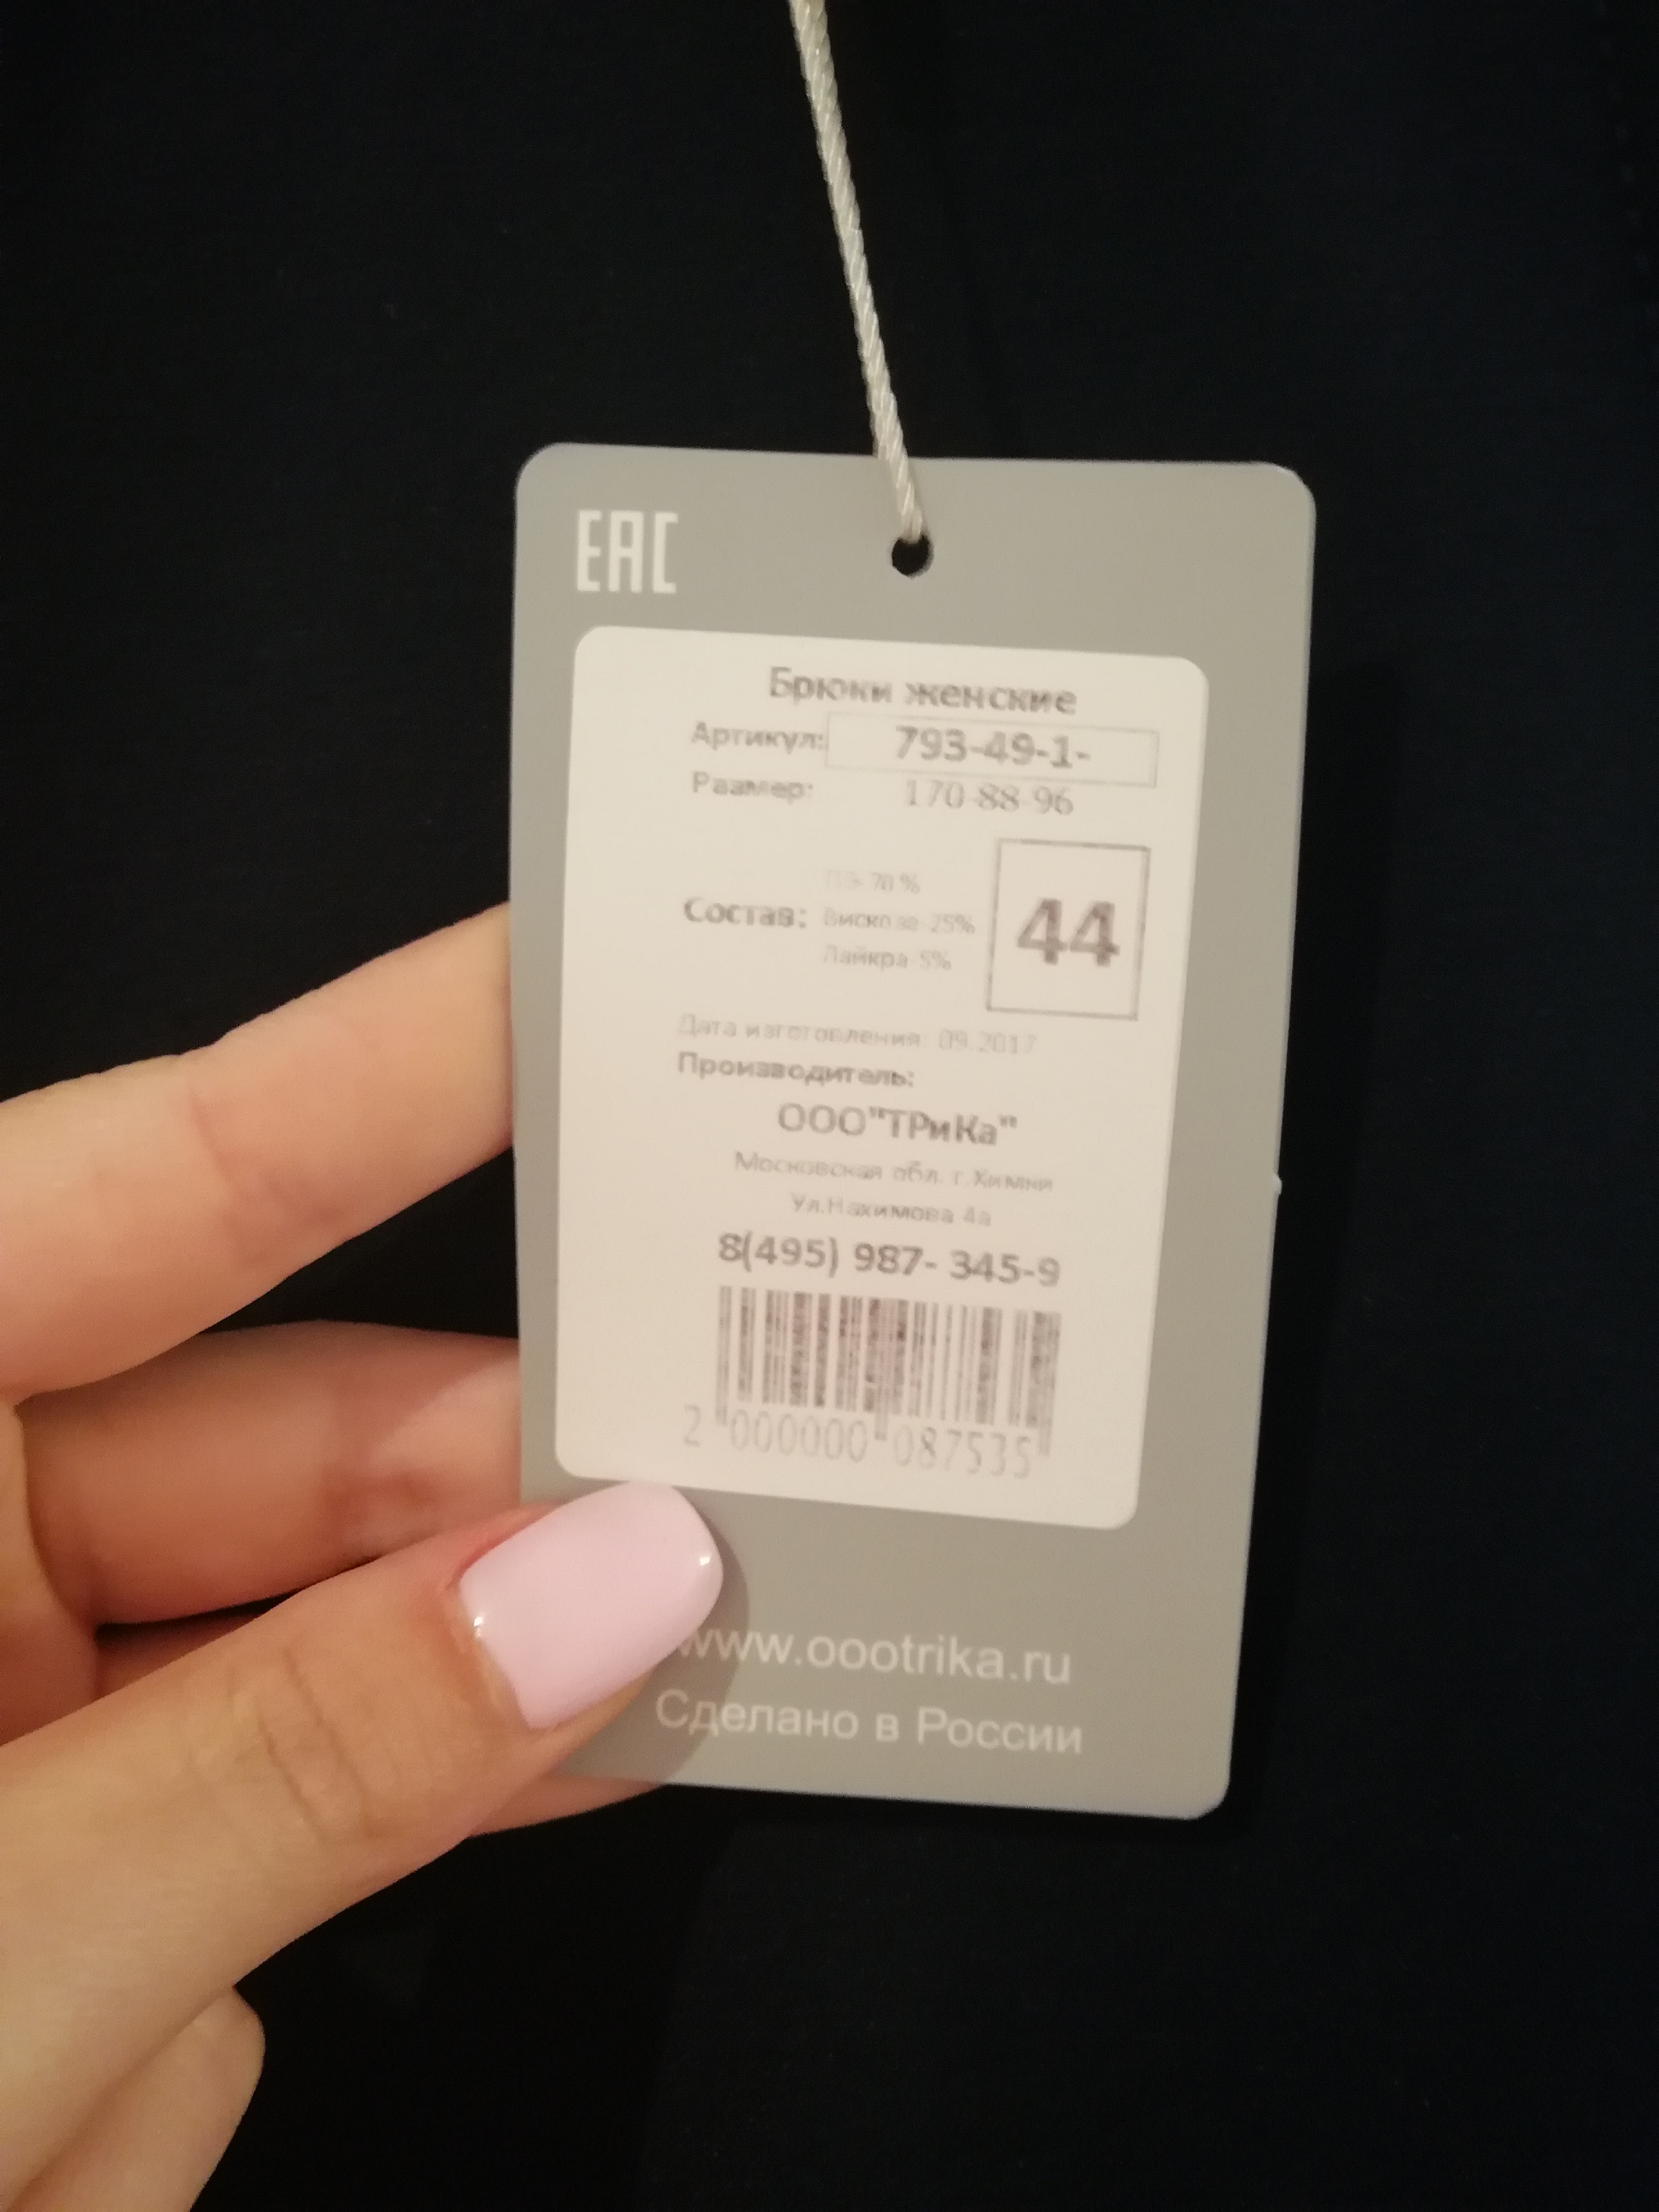 EAC
Брюки женские
Артикул: 793-49-1-
Размер: 170-88-96
ПЭ-70%
Состав: Вискоза-25%
Лайкра-5%
44
Дата изготовления: 09.2017
Производитель:
ООО"ТРиКа"
Московская обл. г.Химки
Ул.Нахимова 4а
8(495) 987- 345-9
2 000000 087535
www.oootrika.ru
Сделано в России